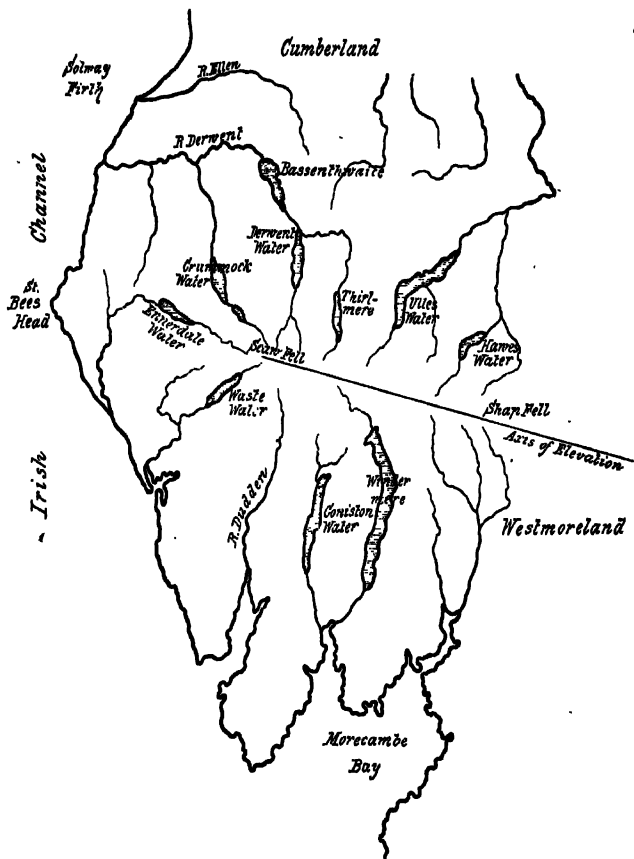 Cumberland
Solway
Firth
R. Ellen
R. Derwent
Bassenthwaite
Channel
Derwent
Water
Crummock
Water
Thirl-
mere
Ulles
Water
St.
Bees
Head
Ennerdale
Water
Scaw Fell
Hawes
Water
Waste
Water
Shap Fell
Axis of Elevation
Irish
R. Dudden
Coniston
Water
Winder
mere
Westmoreland
Morecambe
Bay